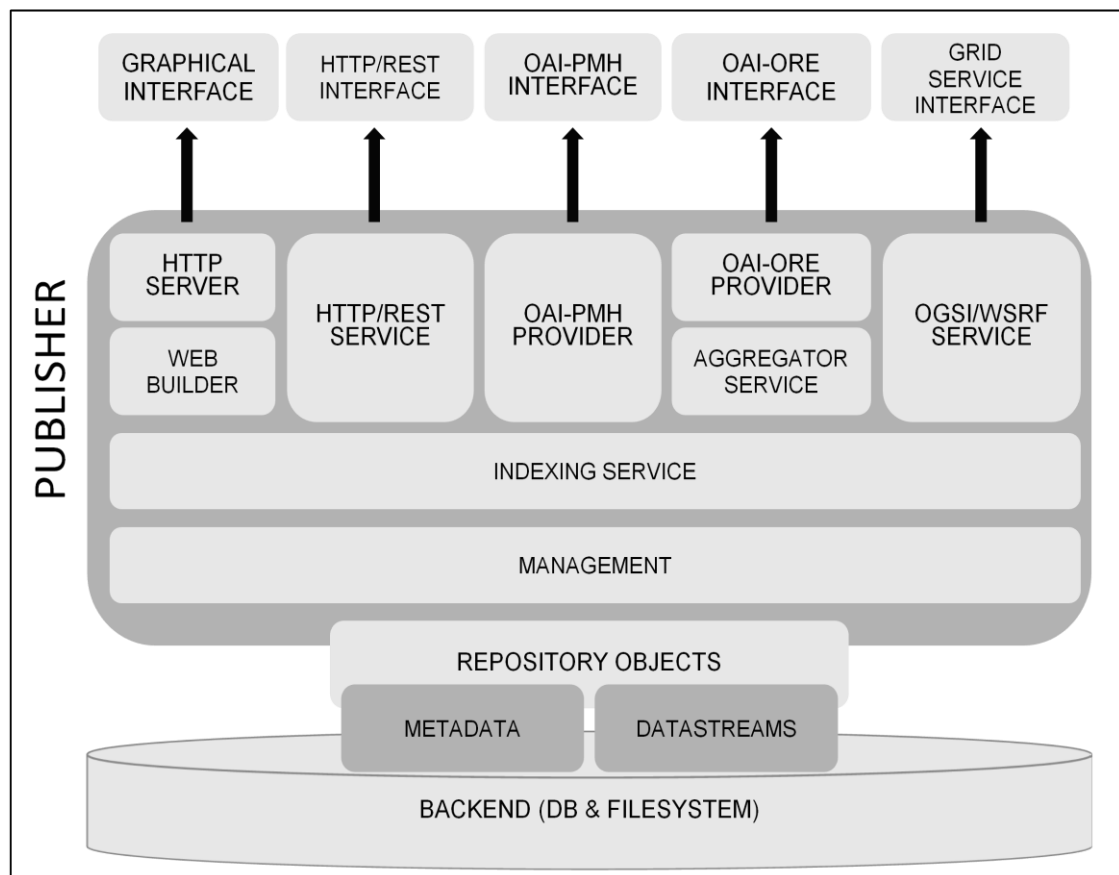 GRAPHICAL
INTERFACE
HTTP/REST
INTERFACE
OAI-PMH
INTERFACE
OAI-ORE
INTERFACE
GRID
SERVICE
INTERFACE
PUBLISHER
HTTP
SERVER
WEB
BUILDER
HTTP/REST
SERVICE
OAI-PMH
PROVIDER
OAI-ORE
PROVIDER
AGGREGATOR
SERVICE
OGSI/WSRF
SERVICE
INDEXING SERVICE
MANAGEMENT
REPOSITORY OBJECTS
METADATA
DATASTREAMS
BACKEND (DB & FILESYSTEM)